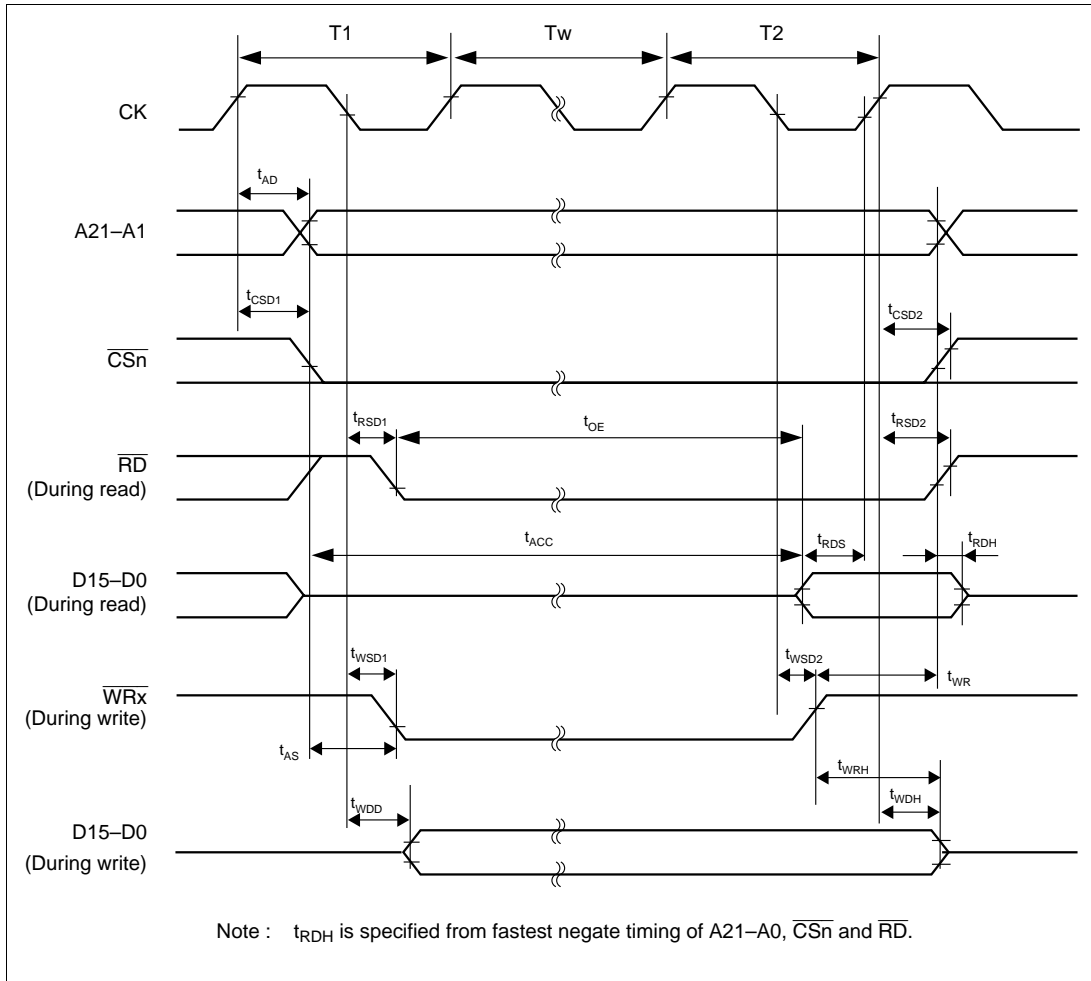 T1 Tw T2
CK
tAD
A21–A1
tCSD1
tCSD2
CSn
tRSD1 tOE tRSD2
RD
(During read)
tACC
tRDS
tRDH
D15–D0
(During read)
tWSD1
tWSD2
tWR
WRx
(During write)
tAS
tWRH
tWDH
tWDD
D15–D0
(During write)
Note : tRDH is specified from fastest negate timing of A21–A0, CSn and RD.